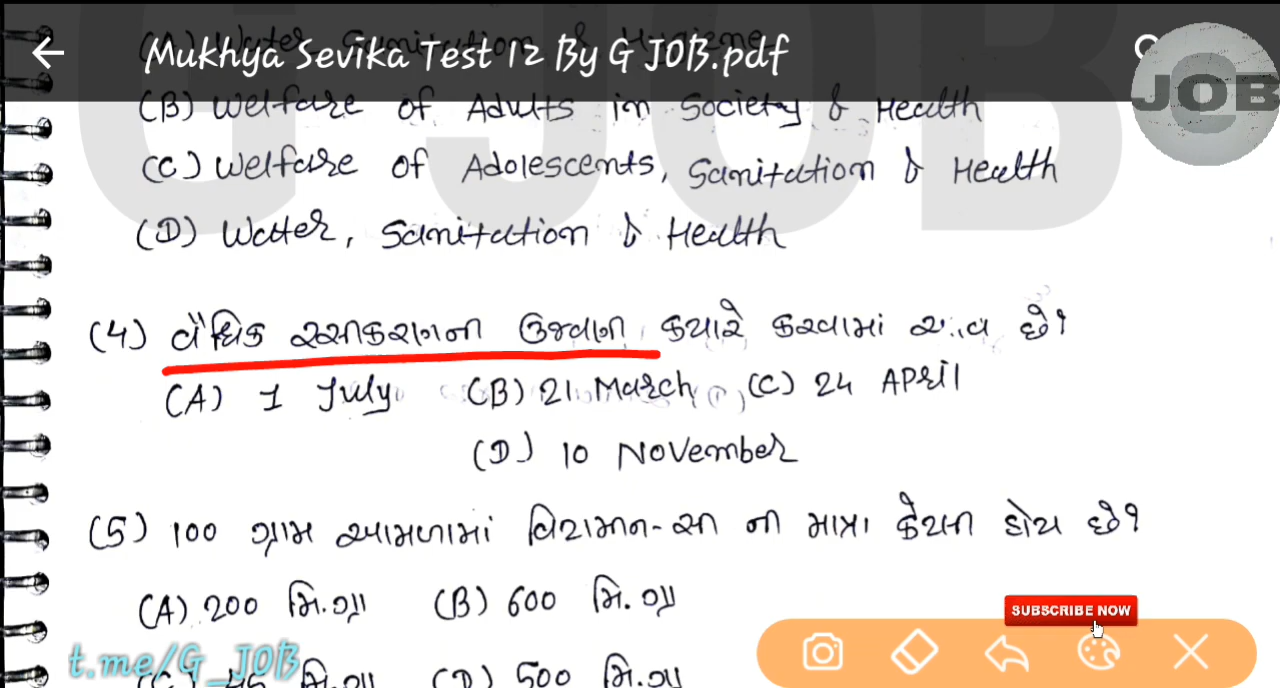 Mukhya Sevika Test 12 By G JOB.pdf
G JOB
(B) Welfare of Adults in Society & Health
(C) Welfare of Adolescents, Sanitation & Health
(D) Water, Sanitation & Health
(4) વૈશ્વિક રસીકરણની ઉજવણી કયારે કરવામાં આવે છે?
(A) 1 July (B) 21 March, (C) 24 April
(D) 10 November
(5) 100 ગ્રામ આમળામાં વિટામીન-સી ની માત્રા કેટલી હોય છે?
(A) 200 મિ.ગ્રા (B) 600 મિ.ગ્રા
SUBSCRIBE NOW
t.me/G_JOB
(D) 500 મિ.ગ્રા